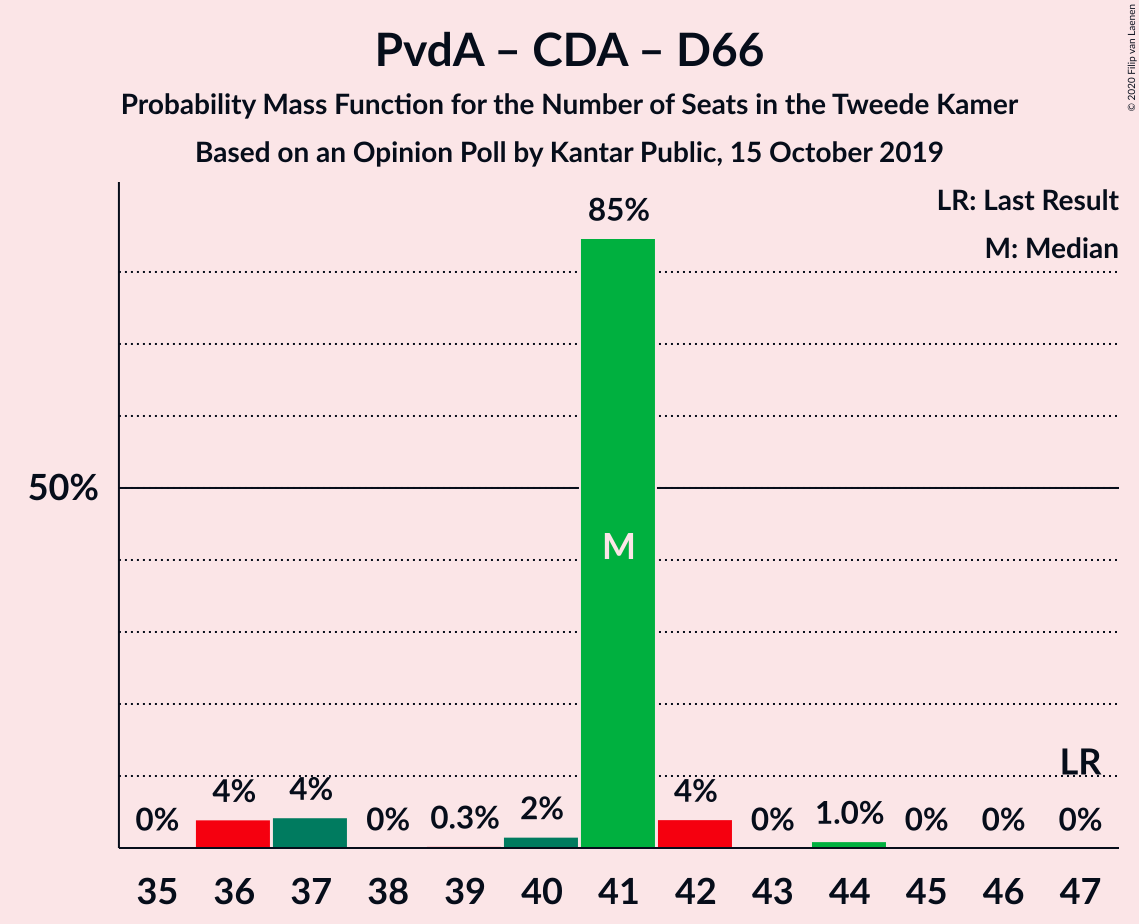 PvdA – CDA – D66
Probability Mass Function for the Number of Seats in the Tweede Kamer
Based on an Opinion Poll by Kantar Public, 15 October 2019
© 2020 Filip van Laenen
LR: Last Result
M: Median
85%
50%
M
LR
0% 4% 4% 0% 0.3% 2% 4% 0% 1.0% 0% 0% 0%
35 36 37 38 39 40 41 42 43 44 45 46 47